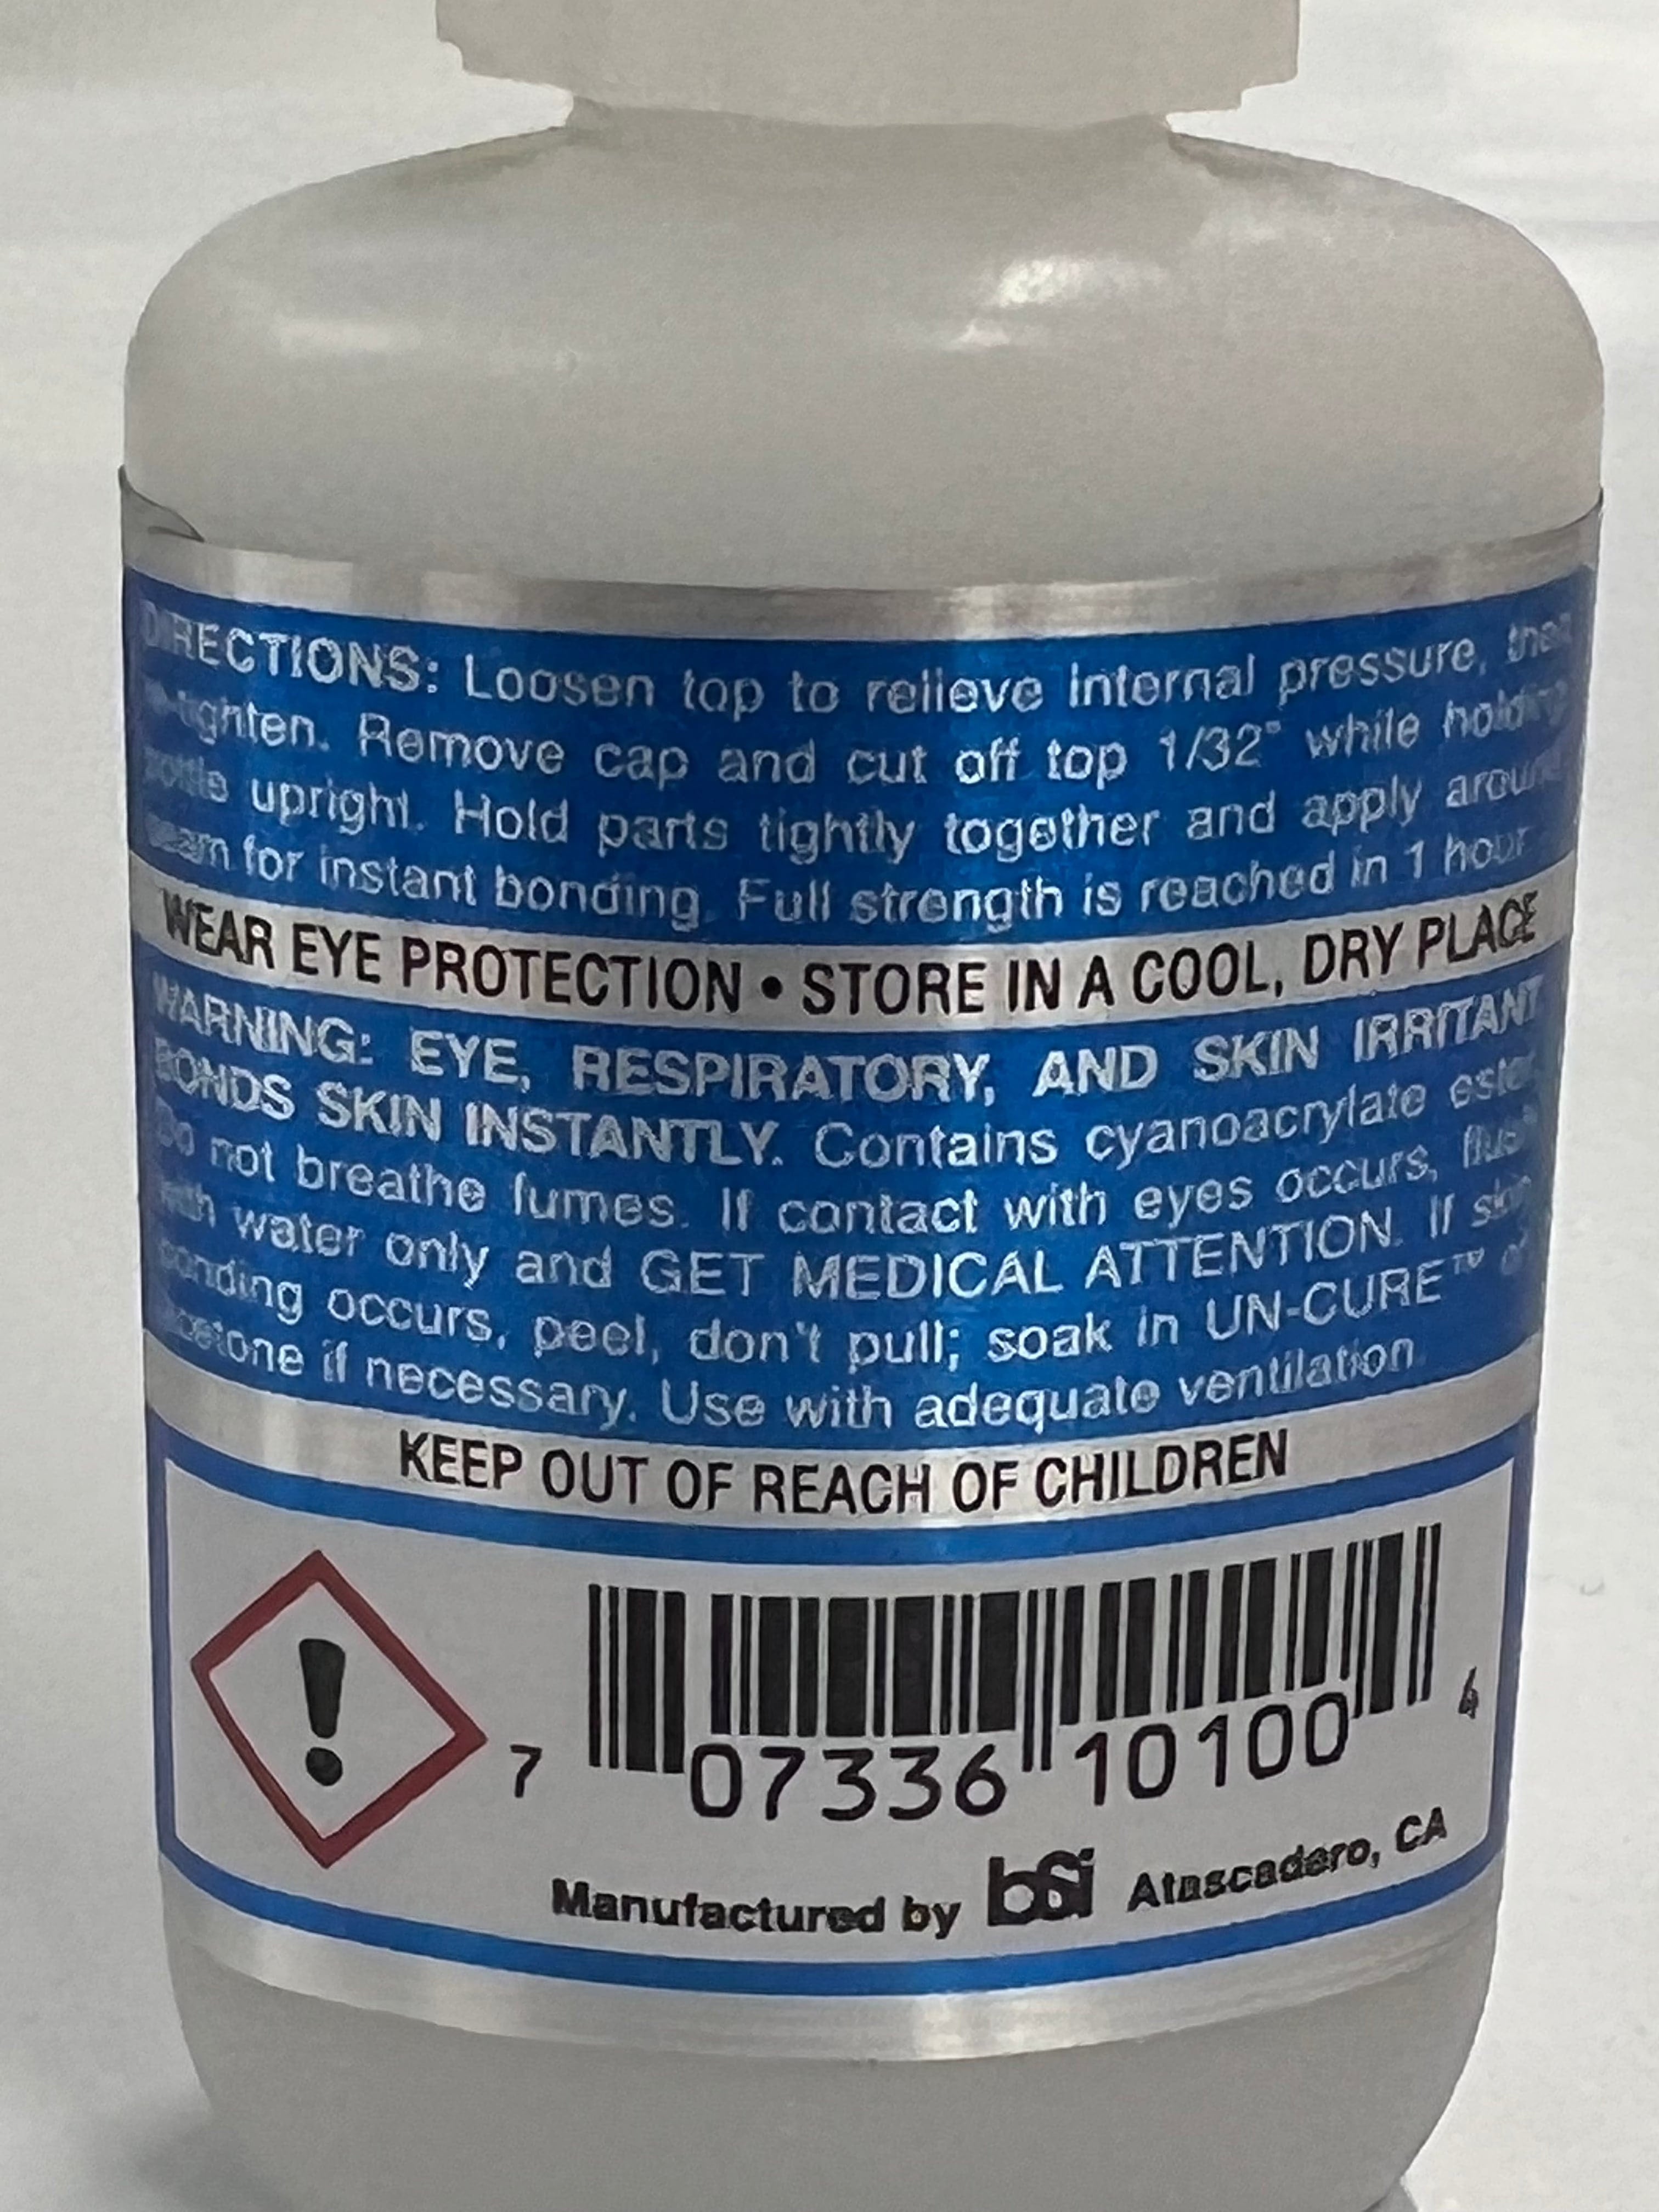 DIRECTIONS: Loosen top to relieve internal pressure, then
re-tighten. Remove cap and cut off top 1/32" while holding
bottle upright. Hold parts tightly together and apply around
seam for instant bonding. Full strength is reached in 1 hour.
WEAR EYE PROTECTION • STORE IN A COOL, DRY PLACE
WARNING: EYE, RESPIRATORY, AND SKIN IRRITANT
BONDS SKIN INSTANTLY. Contains cyanoacrylate ester
Do not breathe fumes. If contact with eyes occurs, flush
with water only and GET MEDICAL ATTENTION. If skin
bonding occurs, peel, don't pull; soak in UN-CURE™ or
acetone if necessary. Use with adequate ventilation.
KEEP OUT OF REACH OF CHILDREN
7 07336 10100 4
Manufactured by bSi Atascadero, CA